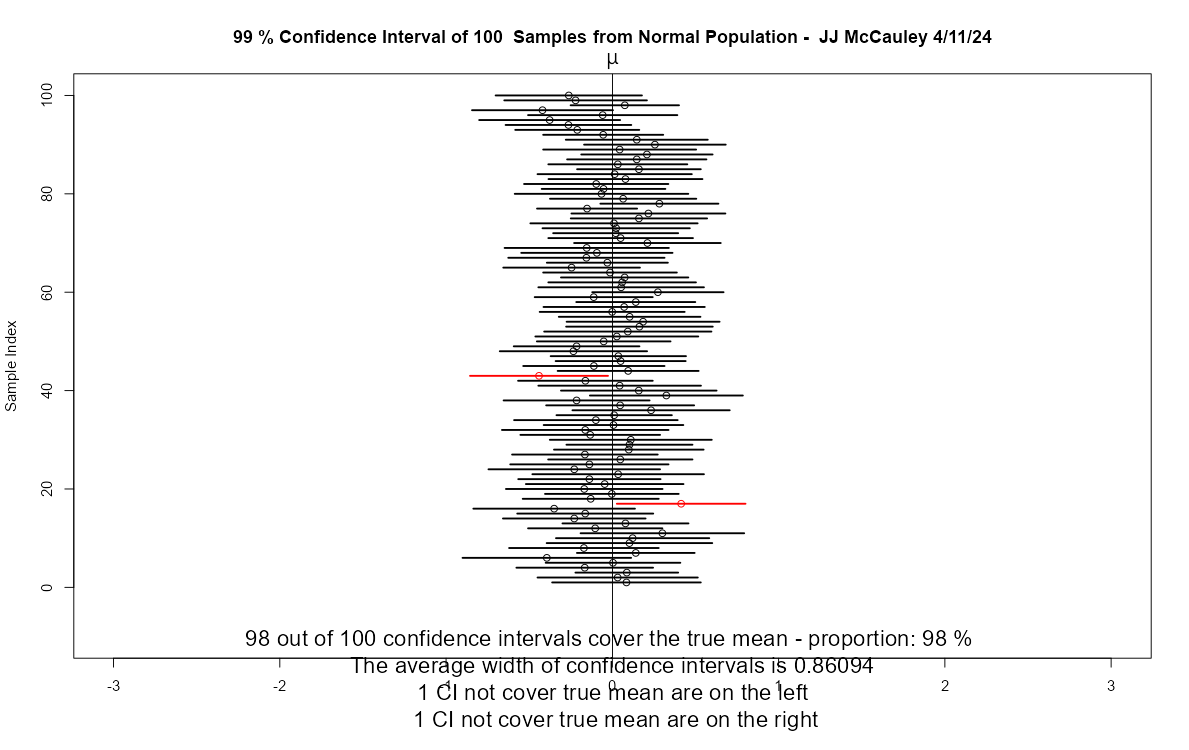 99 % Confidence Interval of 100  Samples from Normal Population -  JJ McCauley 4/11/24
μ
100
80
60
40
20
0
Sample Index
98 out of 100 confidence intervals cover the true mean - proportion: 98 %
The average width of confidence intervals is 0.86094
-3 -2 -1 0 1 2 3
1 CI not cover true mean are on the left
1 CI not cover true mean are on the right